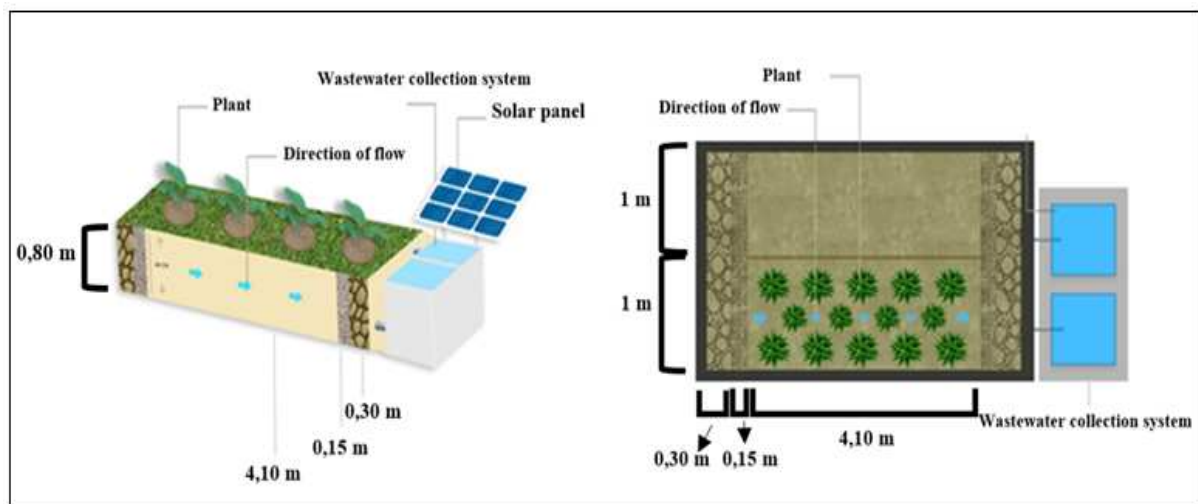 Wastewater collection system
Plant
Solar panel
Direction of flow
0,80 m
0,30 m
0,15 m
4,10 m
Plant
Direction of flow
1 m
1 m
Wastewater collection system
0,30 m
0,15 m
4,10 m